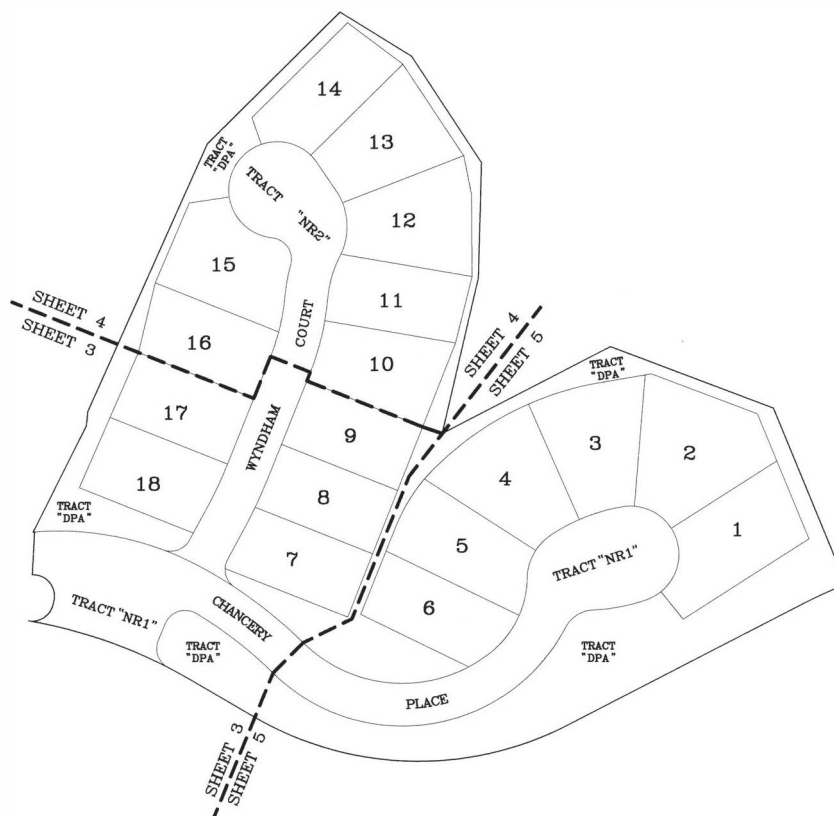 14
13
TRACT
"DPA"
TRACT
"NR2"
12
15
11
COURT
SHEET 4
SHEET 3
16
10
SHEET 4
SHEET 5
TRACT
"DPA"
17
WYNDHAM
9
3
2
4
18
8
TRACT
"DPA"
1
5
7
TRACT "NR1"
6
TRACT "NR1"
CHANCERY
TRACT
"DPA"
TRACT
"DPA"
PLACE
SHEET 3
SHEET 5